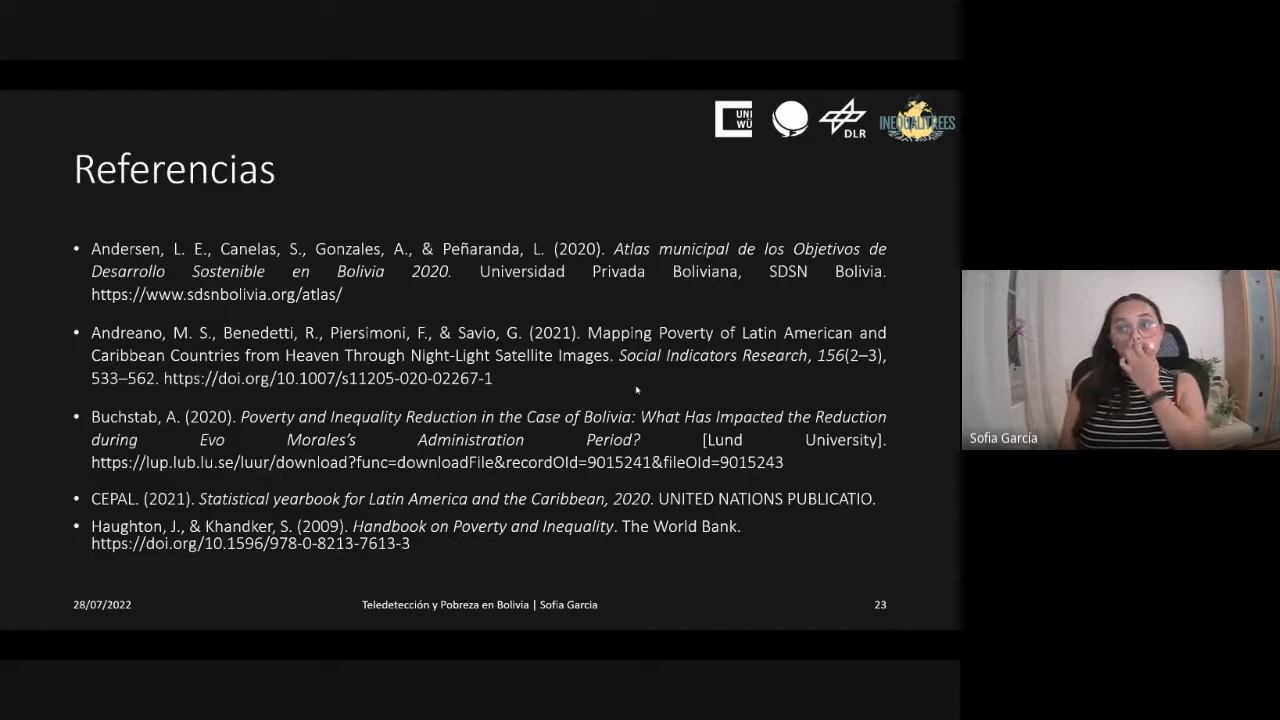 UNI
WÜ
DLR
INEQUALITREES
Referencias
• Andersen, L. E., Canelas, S., Gonzales, A., & Peñaranda, L. (2020). Atlas municipal de los Objetivos de
Desarrollo Sostenible en Bolivia 2020. Universidad Privada Boliviana, SDSN Bolivia.
https://www.sdsnbolivia.org/atlas/
• Andreano, M. S., Benedetti, R., Piersimoni, F., & Savio, G. (2021). Mapping Poverty of Latin American and
Caribbean Countries from Heaven Through Night-Light Satellite Images. Social Indicators Research, 156(2–3),
533–562. https://doi.org/10.1007/s11205-020-02267-1
• Buchstab, A. (2020). Poverty and Inequality Reduction in the Case of Bolivia: What Has Impacted the Reduction
during Evo Morales's Administration Period? [Lund University].
https://lup.lub.lu.se/luur/download?func=downloadFile&recordOId=9015241&fileOId=9015243
• CEPAL. (2021). Statistical yearbook for Latin America and the Caribbean, 2020. UNITED NATIONS PUBLICATIO.
• Haughton, J., & Khandker, S. (2009). Handbook on Poverty and Inequality. The World Bank.
https://doi.org/10.1596/978-0-8213-7613-3
28/07/2022 Teledetección y Pobreza en Bolivia | Sofia Garcia 23
Sofia García